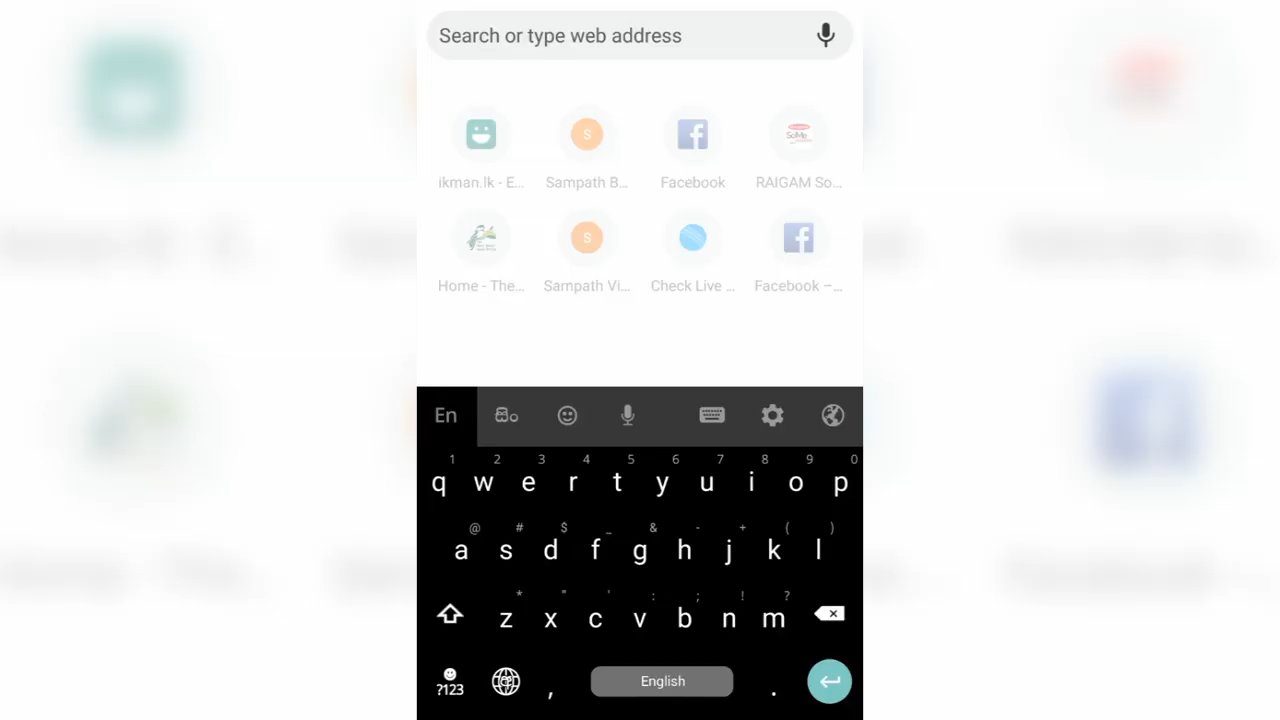 Search or type web address
ikman.lk - E...
Sampath B...
Facebook
RAIGAM So...
Home - The...
Sampath Vi...
Check Live ...
Facebook –...
En
1 2 3 4 5 6 7 8 9 0
q w e r t y u i o p
@ # $ _ & - + ( )
a s d f g h j k l
* " ' : ; ! ?
z x c v b n m
?123 , English .